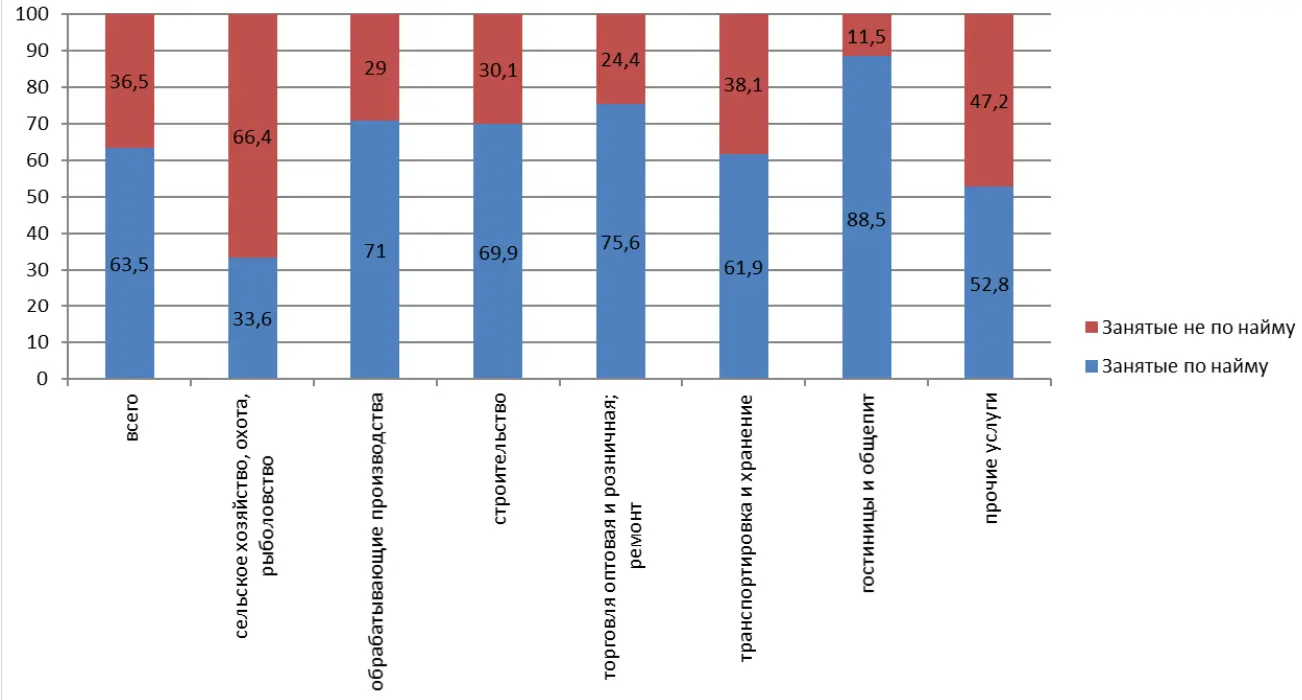 100
90
80
70
60
50
40
30
20
10
0
36,5
66,4
29
30,1
24,4
38,1
11,5
47,2
63,5
33,6
71
69,9
75,6
61,9
88,5
52,8
всего
сельское хозяйство, охота,
рыболовство
обрабатывающие производства
строительство
торговля оптовая и розничная;
ремонт
транспортировка и хранение
гостиницы и общепит
прочие услуги
Занятые не по найму
Занятые по найму